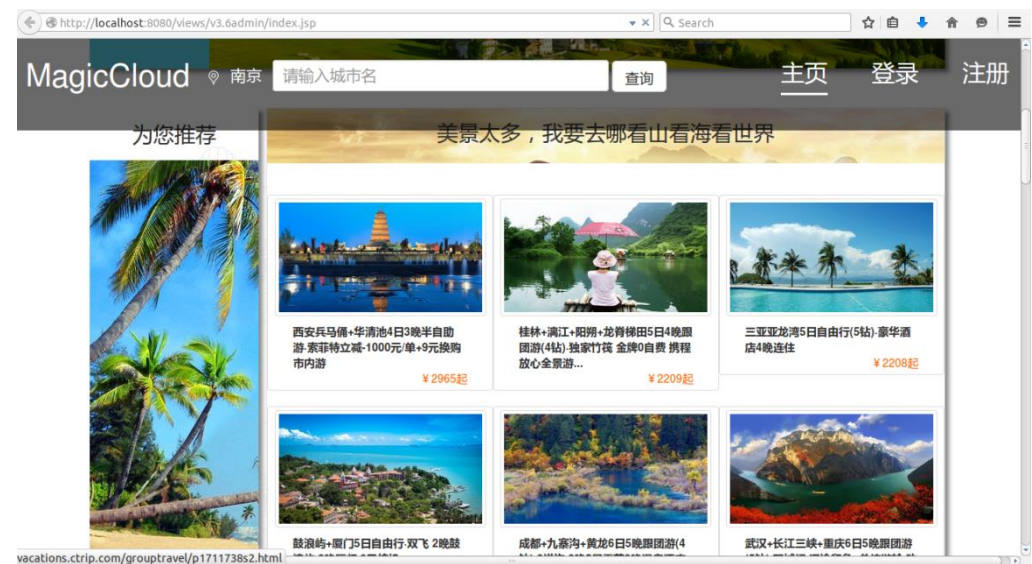 http://localhost:8080/views/v3.6admin/index.jsp
Search
MagicCloud
南京
请输入城市名
查询
主页
登录
注册
为您推荐
美景太多，我要去哪看山看海看世界
西安兵马俑+华清池4日3晚半自助
游·索菲特立减-1000元/单+9元换购
市内游
￥2965起
桂林+漓江+阳朔+龙脊梯田5日4晚跟
团游(4钻)·独家竹筏 金牌0自费 携程
放心全景游...
￥2209起
三亚亚龙湾5日自由行(5钻)·豪华酒
店4晚连住
￥2208起
鼓浪屿+厦门5日自由行·双飞 2晚鼓
成都+九寨沟+黄龙6日5晚跟团游(4
武汉+长江三峡+重庆6日5晚跟团游
vacations.ctrip.com/grouptravel/p1711738s2.html